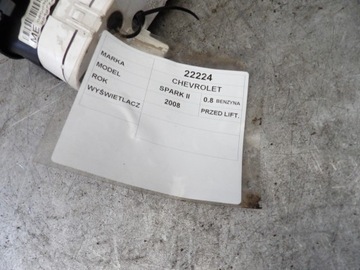 22224
MARKA CHEVROLET
MODEL SPARK II 0.8 BENZYNA
ROK 2008 PRZED LIFT.
WYŚWIETLACZ